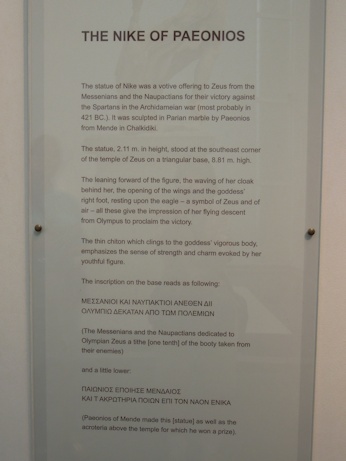 THE NIKE OF PAEONIOS
The statue of Nike was a votive offering to Zeus from the
Messenians and the Naupactians for their victory against
the Spartans in the Archidameian war (most probably in
421 BC.). It was sculpted in Parian marble by Paeonios
from Mende in Chalkidiki.
The statue, 2.11 m. in height, stood at the southeast corner
of the temple of Zeus on a triangular base, 8.81 m. high.
The leaning forward of the figure, the waving of her cloak
behind her, the opening of the wings and the goddess'
right foot, resting upon the eagle – a symbol of Zeus and of
air – all these give the impression of her flying descent
from Olympus to proclaim the victory.
The thin chiton which clings to the goddess' vigorous body,
emphasizes the sense of strength and charm evoked by her
youthful figure.
The inscription on the base reads as following:
ΜΕΣΣΑΝΙΟΙ ΚΑΙ ΝΑΥΠΑΚΤΙΟΙ ΑΝΕΘΕΝ ΔΙΙ
ΟΛΥΜΠΙΩ ΔΕΚΑΤΑΝ ΑΠΟ ΤΩΜ ΠΟΛΕΜΙΩΝ
(The Messenians and the Naupactians dedicated to
Olympian Zeus a tithe [one tenth] of the booty taken from
their enemies)
and a little lower:
ΠΑΙΩΝΙΟΣ ΕΠΟΙΗΣΕ ΜΕΝΔΑΙΟΣ
ΚΑΙ Τ ΑΚΡΩΤΗΡΙΑ ΠΟΙΩΝ ΕΠΙ ΤΟΝ ΝΑΟΝ ΕΝΙΚΑ
(Paeonios of Mende made this [statue] as well as the
acroteria above the temple for which he won a prize).